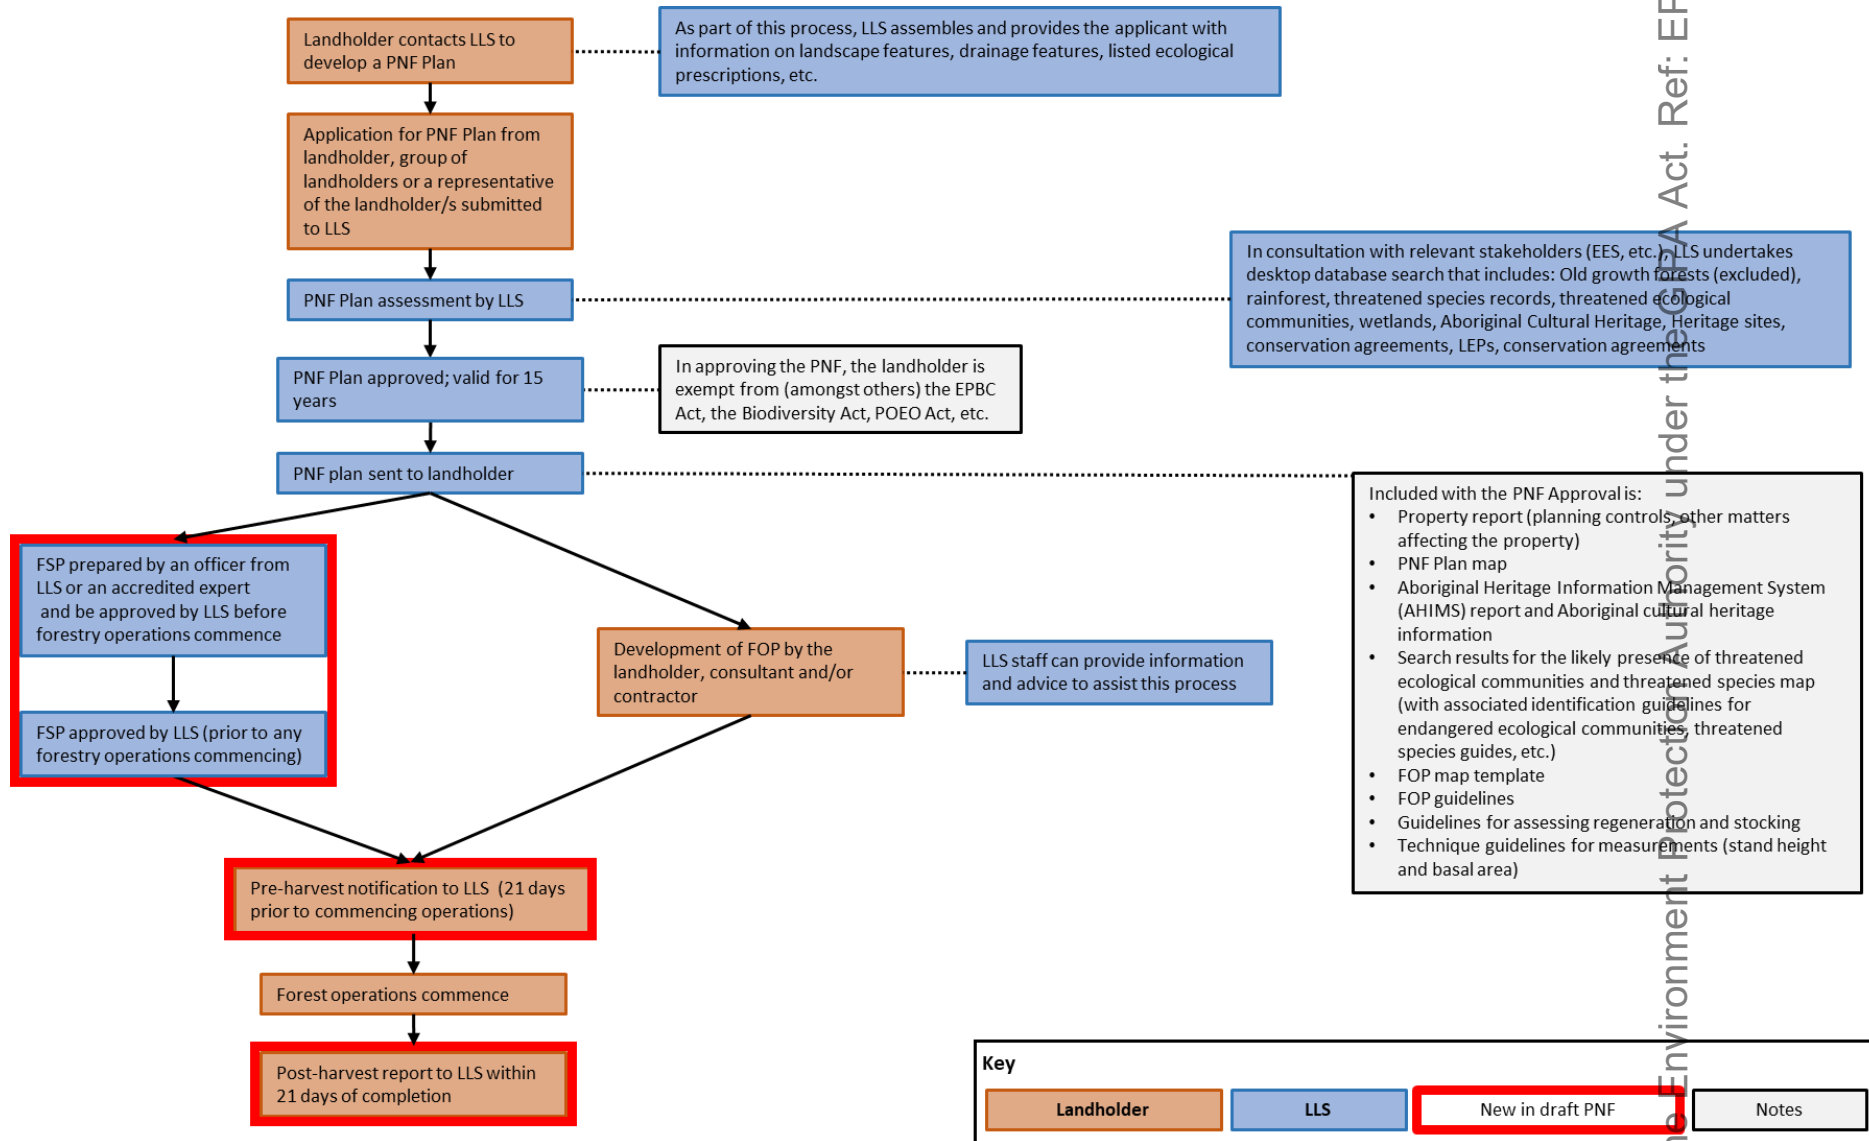 Landholder contacts LLS to
develop a PNF Plan
As part of this process, LLS assembles and provides the applicant with
information on landscape features, drainage features, listed ecological
prescriptions, etc.
Application for PNF Plan from
landholder, group of
landholders or a representative
of the landholder/s submitted
to LLS
PNF Plan assessment by LLS
In consultation with relevant stakeholders (EES, etc.), LLS undertakes
desktop database search that includes: Old growth forests (excluded),
rainforest, threatened species records, threatened ecological
communities, wetlands, Aboriginal Cultural Heritage, Heritage sites,
conservation agreements, LEPs, conservation agreements
PNF Plan approved; valid for 15
years
In approving the PNF, the landholder is
exempt from (amongst others) the EPBC
Act, the Biodiversity Act, POEO Act, etc.
PNF plan sent to landholder
Included with the PNF Approval is:
• Property report (planning controls, other matters
affecting the property)
• PNF Plan map
• Aboriginal Heritage Information Management System
(AHIMS) report and Aboriginal cultural heritage
information
• Search results for the likely presence of threatened
ecological communities and threatened species map
(with associated identification guidelines for
endangered ecological communities, threatened
species guides, etc.)
• FOP map template
• FOP guidelines
• Guidelines for assessing regeneration and stocking
• Technique guidelines for measurements (stand height
and basal area)
FSP prepared by an officer from
LLS or an accredited expert
and be approved by LLS before
forestry operations commence
FSP approved by LLS (prior to any
forestry operations commencing)
Development of FOP by the
landholder, consultant and/or
contractor
LLS staff can provide information
and advice to assist this process
Pre-harvest notification to LLS (21 days
prior to commencing operations)
Forest operations commence
Post-harvest report to LLS within
21 days of completion
Key
Landholder
LLS
New in draft PNF
Notes
Environment Protection Authority under the GIPA Act. Ref: